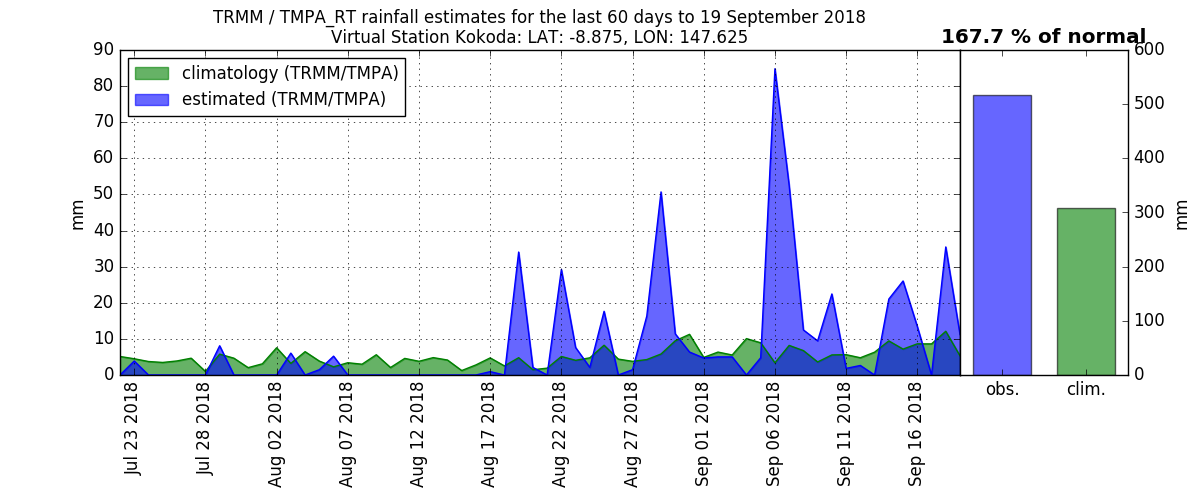 TRMM / TMPA_RT rainfall estimates for the last 60 days to 19 September 2018
Virtual Station Kokoda: LAT: -8.875, LON: 147.625
167.7 % of normal
climatology (TRMM/TMPA)
estimated (TRMM/TMPA)
mm
90
80
70
60
50
40
30
20
10
0
Jul 23 2018
Jul 28 2018
Aug 02 2018
Aug 07 2018
Aug 12 2018
Aug 17 2018
Aug 22 2018
Aug 27 2018
Sep 01 2018
Sep 06 2018
Sep 11 2018
Sep 16 2018
600
500
400
300
200
100
0
mm
obs.
clim.